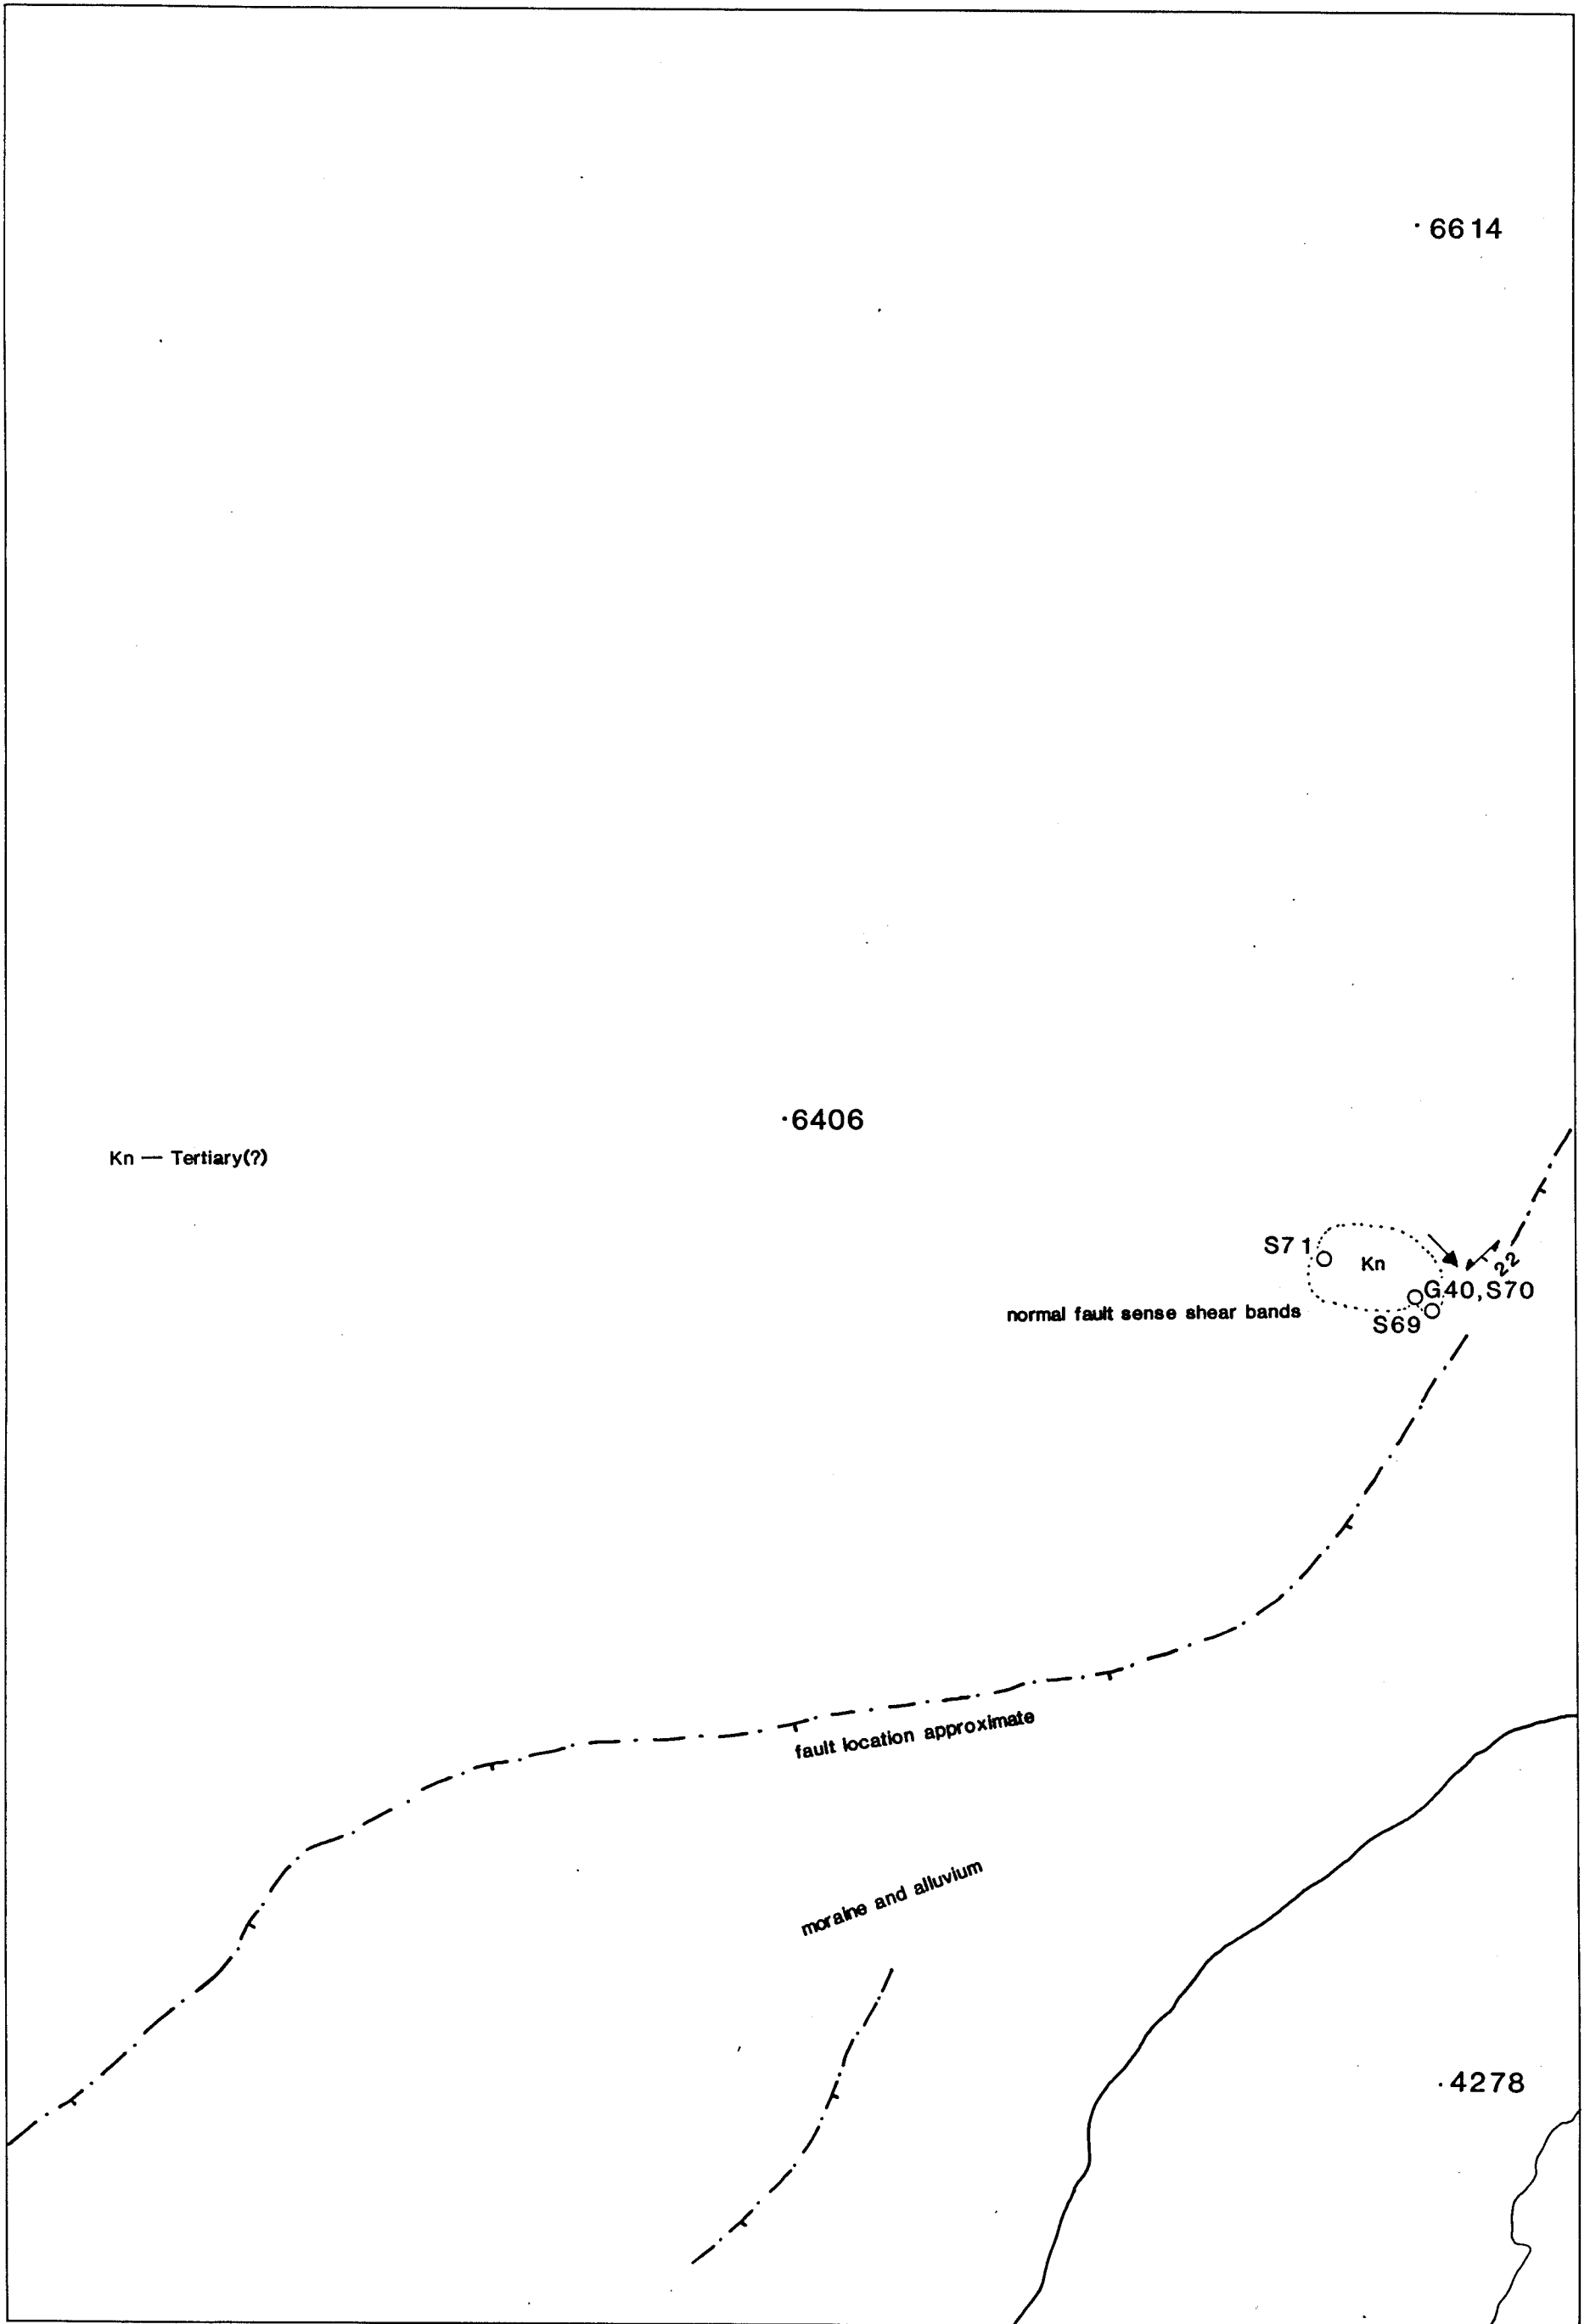 · 6614
·6406
Kn — Tertiary(?)
S71
Kn
22
G40,S70
normal fault sense shear bands
S69
fault location approximate
moraine and alluvium
·4278